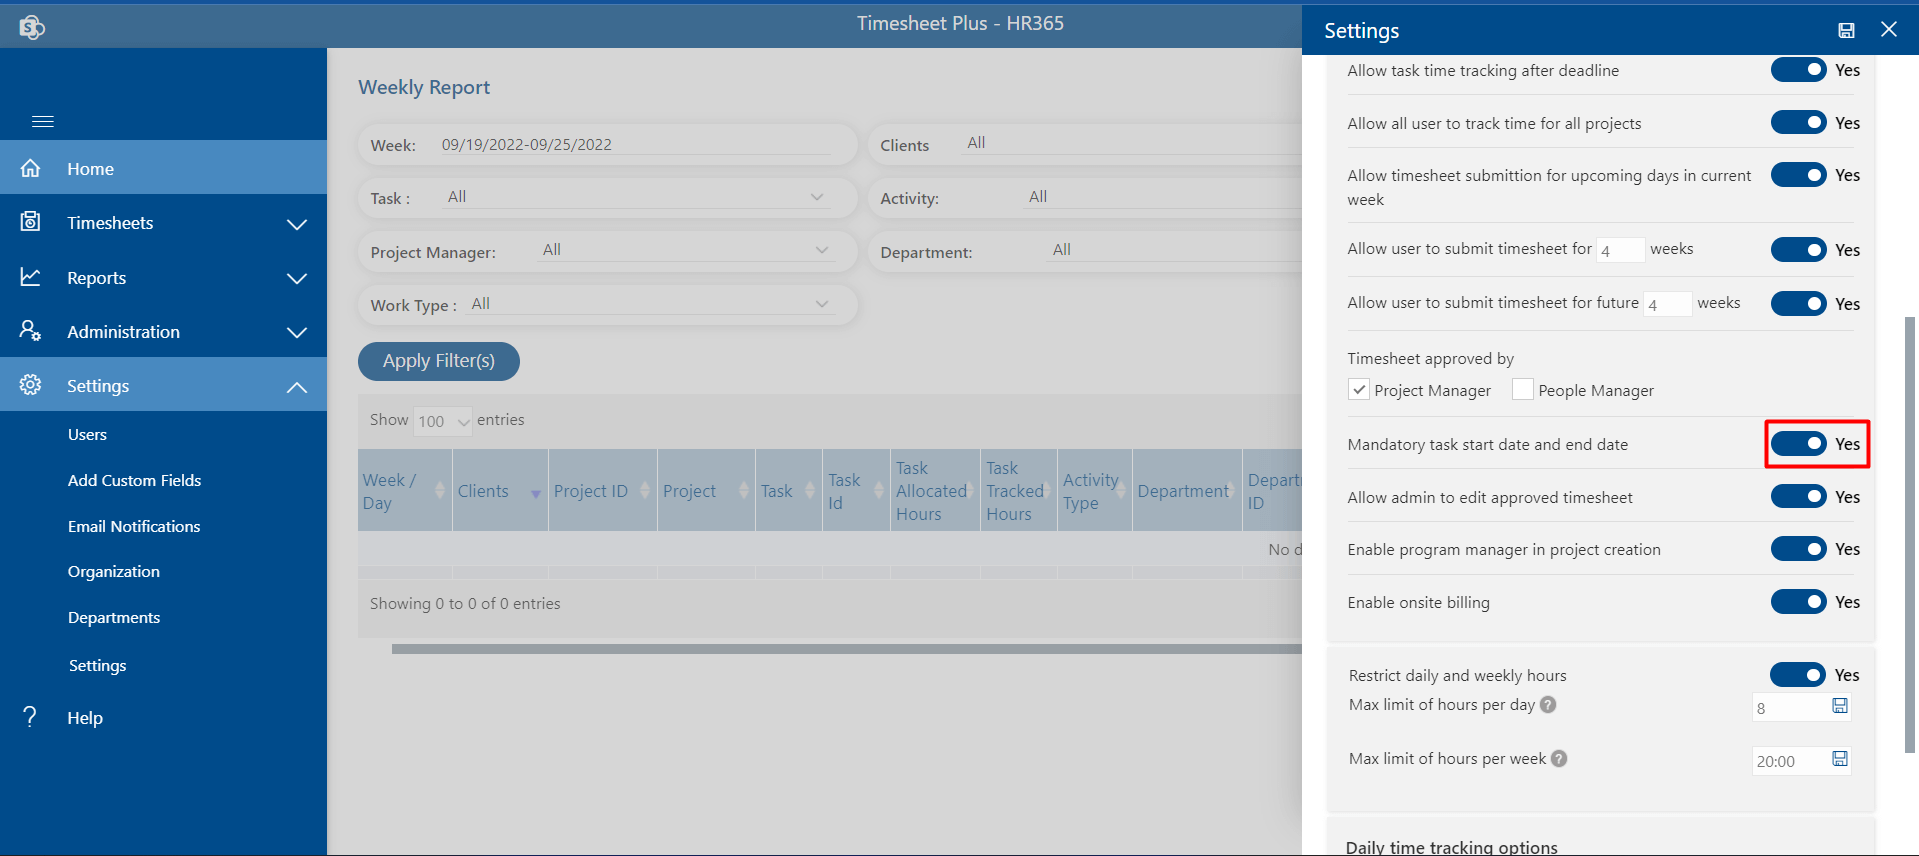 S
Timesheet Plus - HR365
Home
Timesheets
Reports
Administration
Settings
Users
Add Custom Fields
Email Notifications
Organization
Departments
Settings
? Help
Weekly Report
Week: 09/19/2022-09/25/2022
Clients All
Task : All
Activity: All
Project Manager: All
Department: All
Work Type : All
Apply Filter(s)
Show 100 entries
Week / Day
Clients
Project ID
Project
Task
Task Id
Task Allocated Hours
Task Tracked Hours
Activity Type
Department
Depart ID
No d
Showing 0 to 0 of 0 entries
Settings
Allow task time tracking after deadline Yes
Allow all user to track time for all projects Yes
Allow timesheet submittion for upcoming days in current Yes
week
Allow user to submit timesheet for 4 weeks Yes
Allow user to submit timesheet for future 4 weeks Yes
Timesheet approved by
Project Manager People Manager
Mandatory task start date and end date Yes
Allow admin to edit approved timesheet Yes
Enable program manager in project creation Yes
Enable onsite billing Yes
Restrict daily and weekly hours Yes
Max limit of hours per day ? 8
Max limit of hours per week ? 20:00
Daily time tracking options